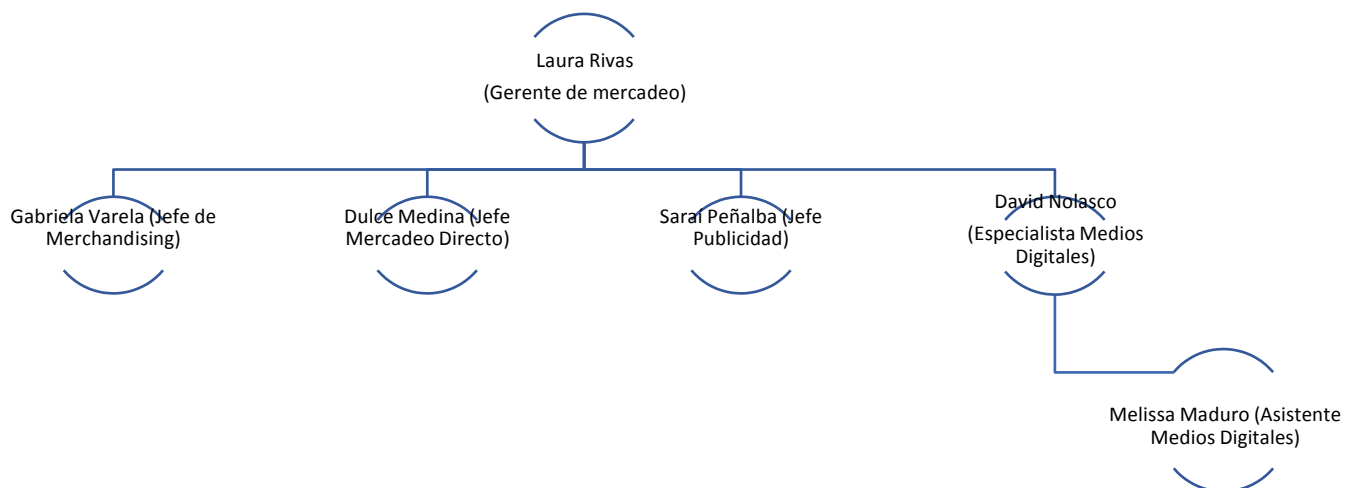 Laura Rivas
(Gerente de mercadeo)
Gabriela Varela (Jefe de
Merchandising)
Dulce Medina (Jefe
Mercadeo Directo)
Sarai Peñalba (Jefe
Publicidad)
David Nolasco
(Especialista Medios
Digitales)
Melissa Maduro (Asistente
Medios Digitales)